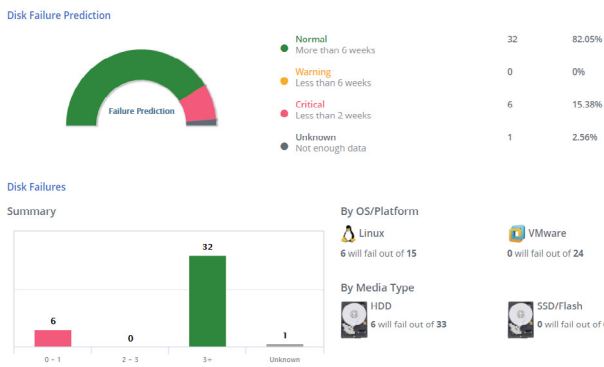 Disk Failure Prediction
Failure Prediction
Normal 32 82.05%
More than 6 weeks
Warning 0 0%
Less than 6 weeks
Critical 6 15.38%
Less than 2 weeks
Unknown 1 2.56%
Not enough data
Disk Failures
Summary
32
6
0
1
0 - 1 2 - 3 3+ Unknown
By OS/Platform
Linux VMware
6 will fail out of 15 0 will fail out of 24
By Media Type
HDD SSD/Flash
6 will fail out of 33 0 will fail out of